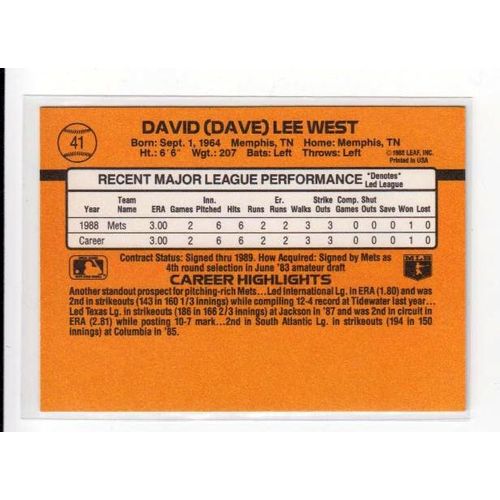 41
DAVID (DAVE) LEE WEST
Born: Sept. 1, 1964 Memphis, TN Home: Memphis, TN
Ht.: 6' 6" Wgt.: 207 Bats: Left Throws: Left
© 1988 LEAF, INC.
Printed in USA
RECENT MAJOR LEAGUE PERFORMANCE
"Denotes"
Led League
Year Team Name ERA Games Inn. Pitched Hits Runs Er. Runs Walks Strike Outs Comp. Games Shut Outs Save Won Lost
1988 Mets 3.00 2 6 6 2 2 3 3 0 0 0 1 0
Career 3.00 2 6 6 2 2 3 3 0 0 0 1 0
Contract Status: Signed thru 1989. How Acquired: Signed by Mets as
4th round selection in June '83 amateur draft
MLB
CAREER HIGHLIGHTS
Another standout prospect for pitching-rich Mets...Led International Lg. in ERA (1.80) and was
2nd in strikeouts (143 in 160 1/3 innings) while compiling 12-4 record at Tidewater last year...
Led Texas Lg. in strikeouts (186 in 166 2/3 innings) at Jackson in '87 and was 2nd in circuit in
ERA (2.81) while posting 10-7 mark...2nd in South Atlantic Lg. in strikeouts (194 in 150
innings) at Columbia in '85.